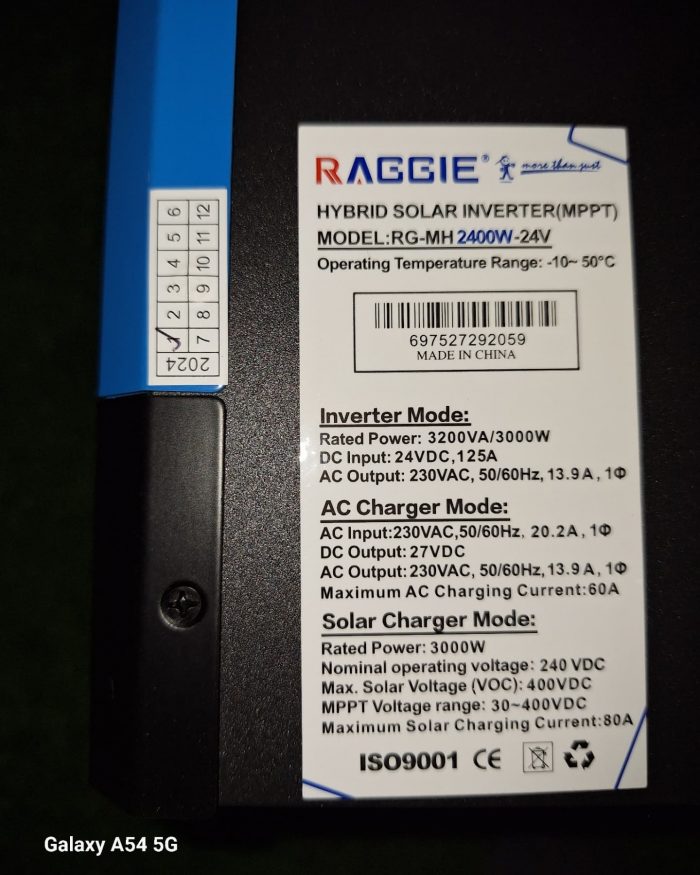 RAGGIE® more than just
HYBRID SOLAR INVERTER(MPPT)
MODEL:RG-MH 2400W-24V
Operating Temperature Range: -10~ 50°C
697527292059
MADE IN CHINA
Inverter Mode:
Rated Power: 3200VA/3000W
DC Input: 24VDC,125A
AC Output: 230VAC, 50/60Hz, 13.9A, 1Φ
AC Charger Mode:
AC Input:230VAC,50/60Hz, 20.2A, 1Φ
DC Output: 27VDC
AC Output: 230VAC, 50/60Hz, 13.9A, 1Φ
Maximum AC Charging Current:60A
Solar Charger Mode:
Rated Power: 3000W
Nominal operating voltage: 240 VDC
Max. Solar Voltage (VOC): 400VDC
MPPT Voltage range: 30~400VDC
Maximum Solar Charging Current:80A
ISO9001 CE
2024
1 2 3 4 5 6
7 8 9 10 11 12
Galaxy A54 5G